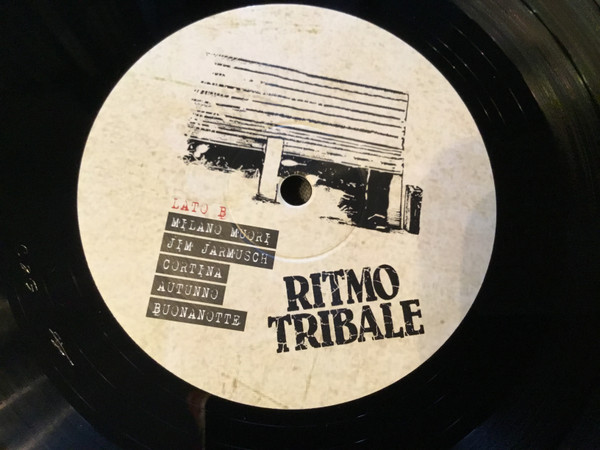 LATO B
MILANO MUORI
JIM JARMUSCH
CORTINA
AUTUNNO
BUONANOTTE
RITMO
TRIBALE